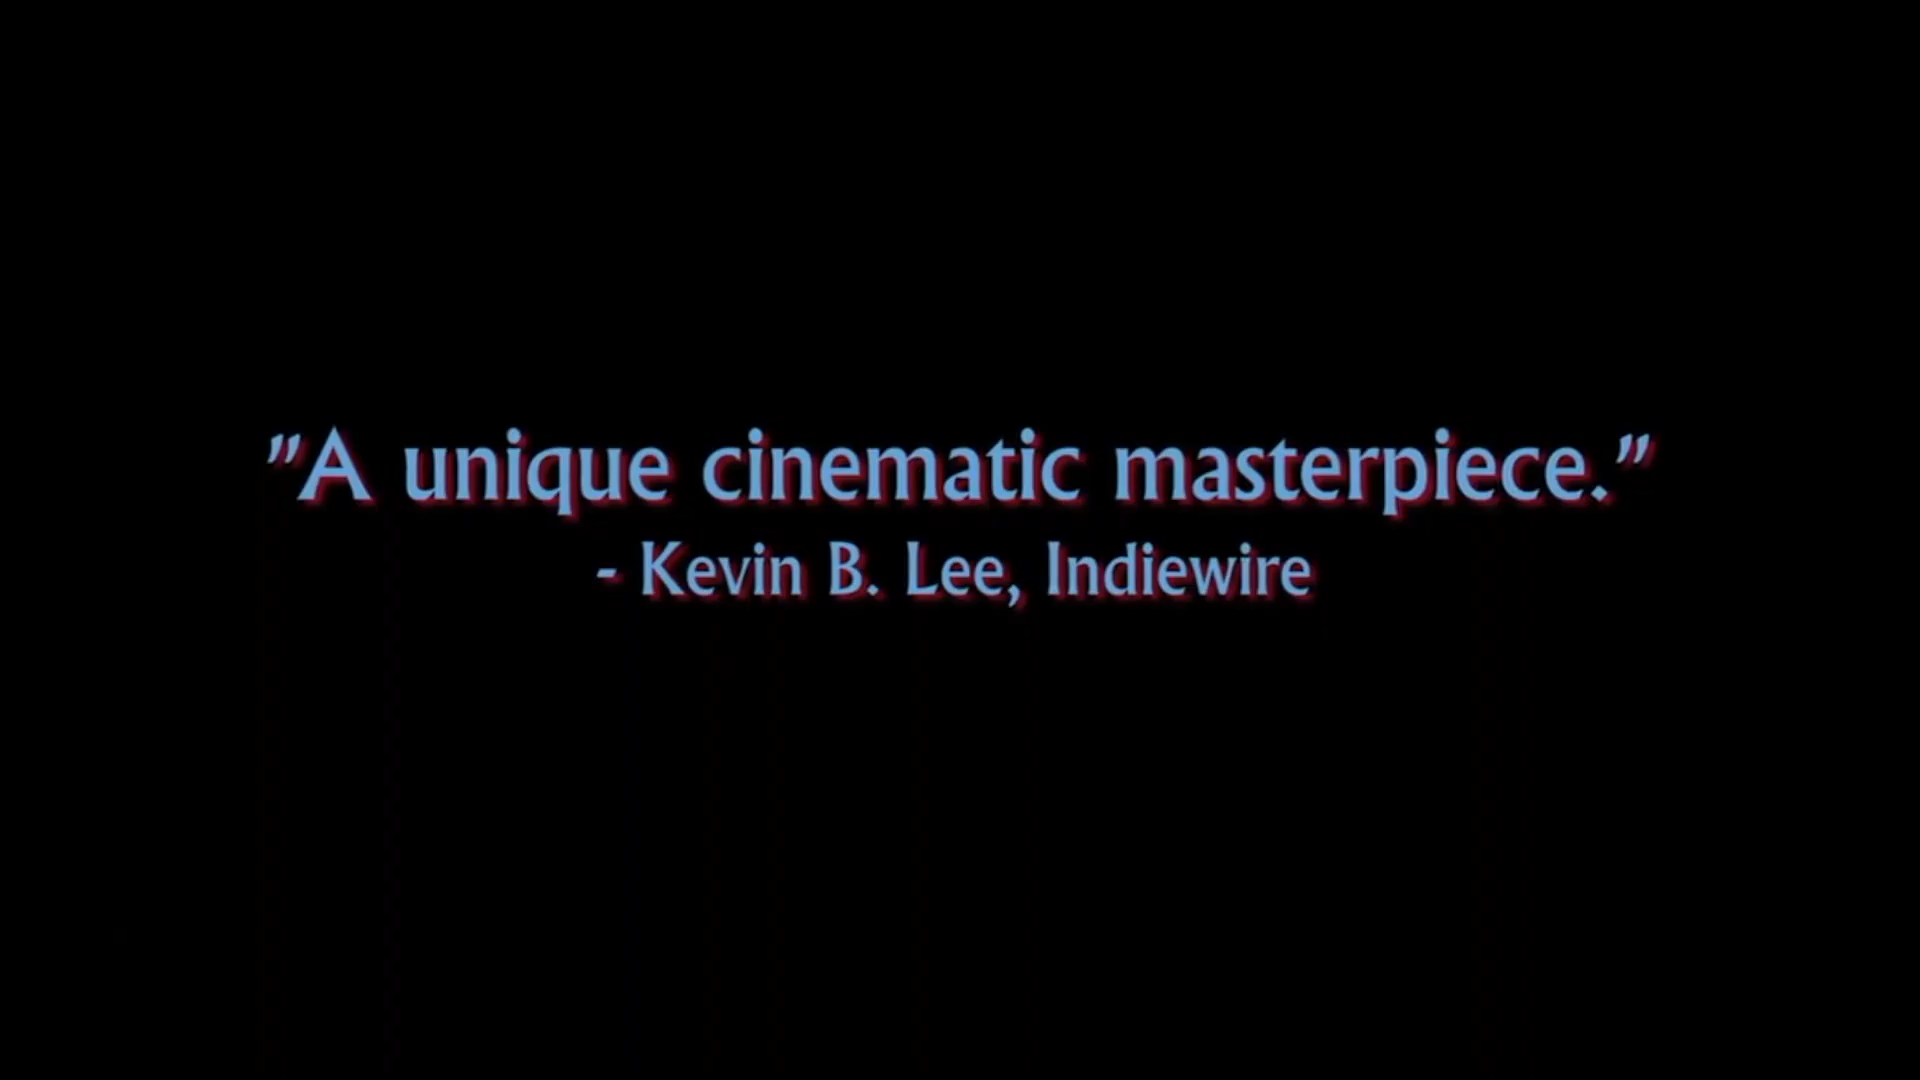 "A unique cinematic masterpiece."
- Kevin B. Lee, Indiewire